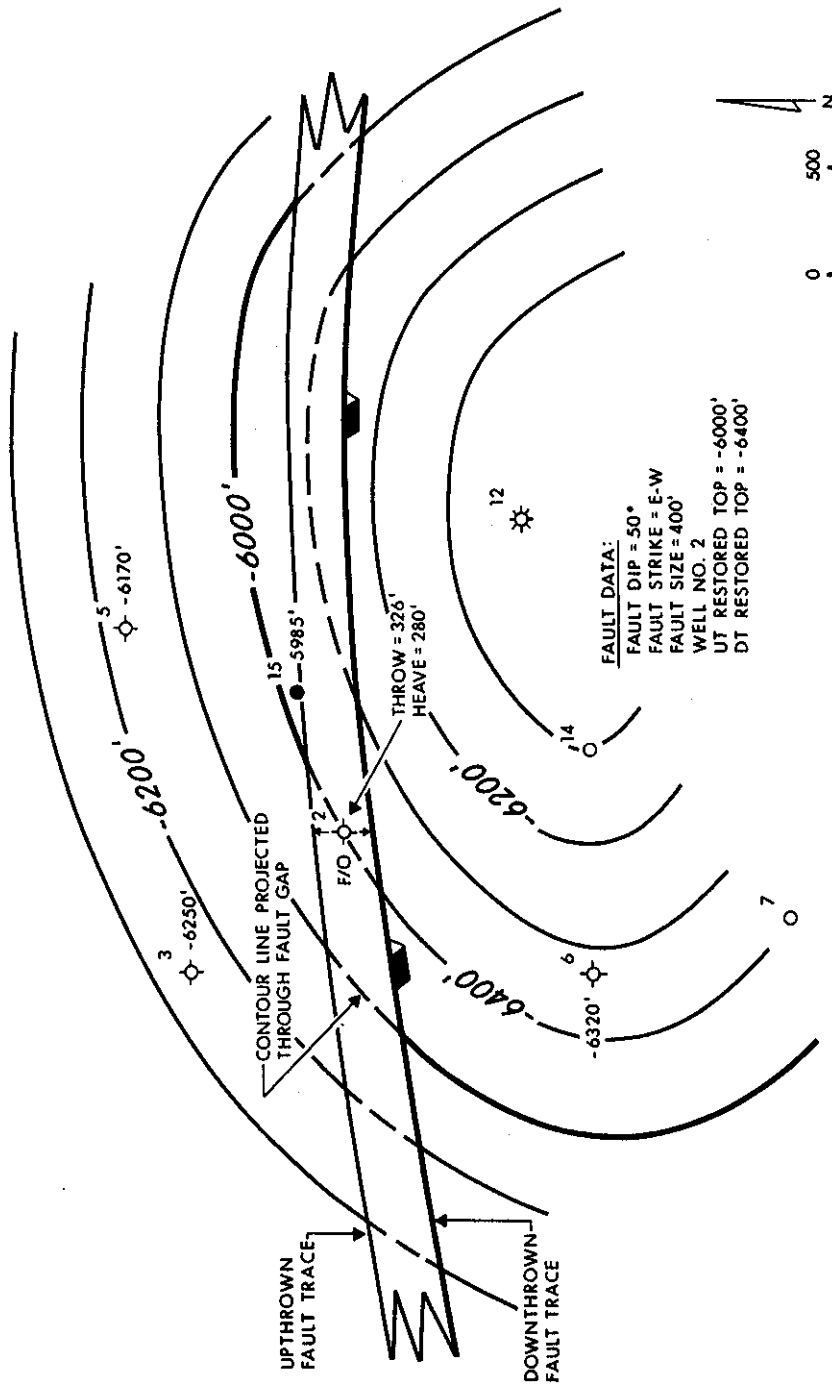 5
-6170'
3
-6250'
-6200'
-6000'
15
-5985'
CONTOUR LINE PROJECTED
THROUGH FAULT GAP
2
F/O
THROW = 326'
HEAVE = 280'
UPTHROWN
FAULT TRACE
DOWNTHROWN
FAULT TRACE
-6400'
-6200'
6
-6320'
7
14
12
FAULT DATA:
FAULT DIP = 50°
FAULT STRIKE = E-W
FAULT SIZE = 400'
WELL NO. 2
UT RESTORED TOP = -6000'
DT RESTORED TOP = -6400'
0
500
N